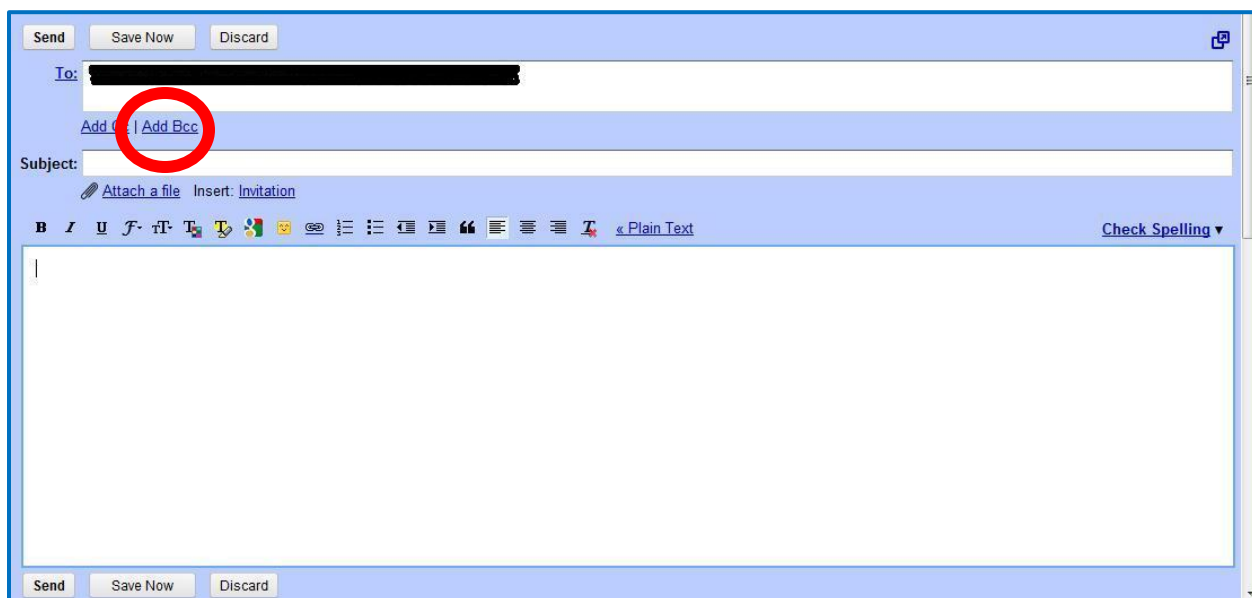 Send Save Now Discard
To:
Add Cc | Add Bcc
Subject:
Attach a file Insert: Invitation
B I U « Plain Text Check Spelling ▼
Send Save Now Discard